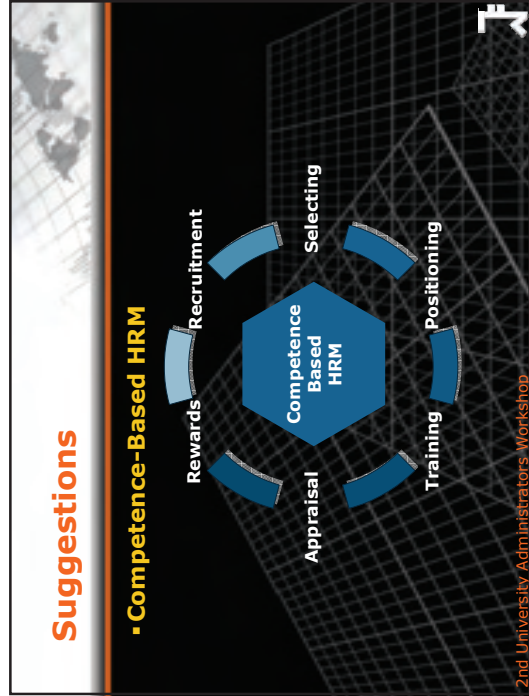 Suggestions
▪ Competence-Based HRM
Rewards
Recruitment
Appraisal
Competence
Based
HRM
Selecting
Training
Positioning
2nd University Administrators Workshop